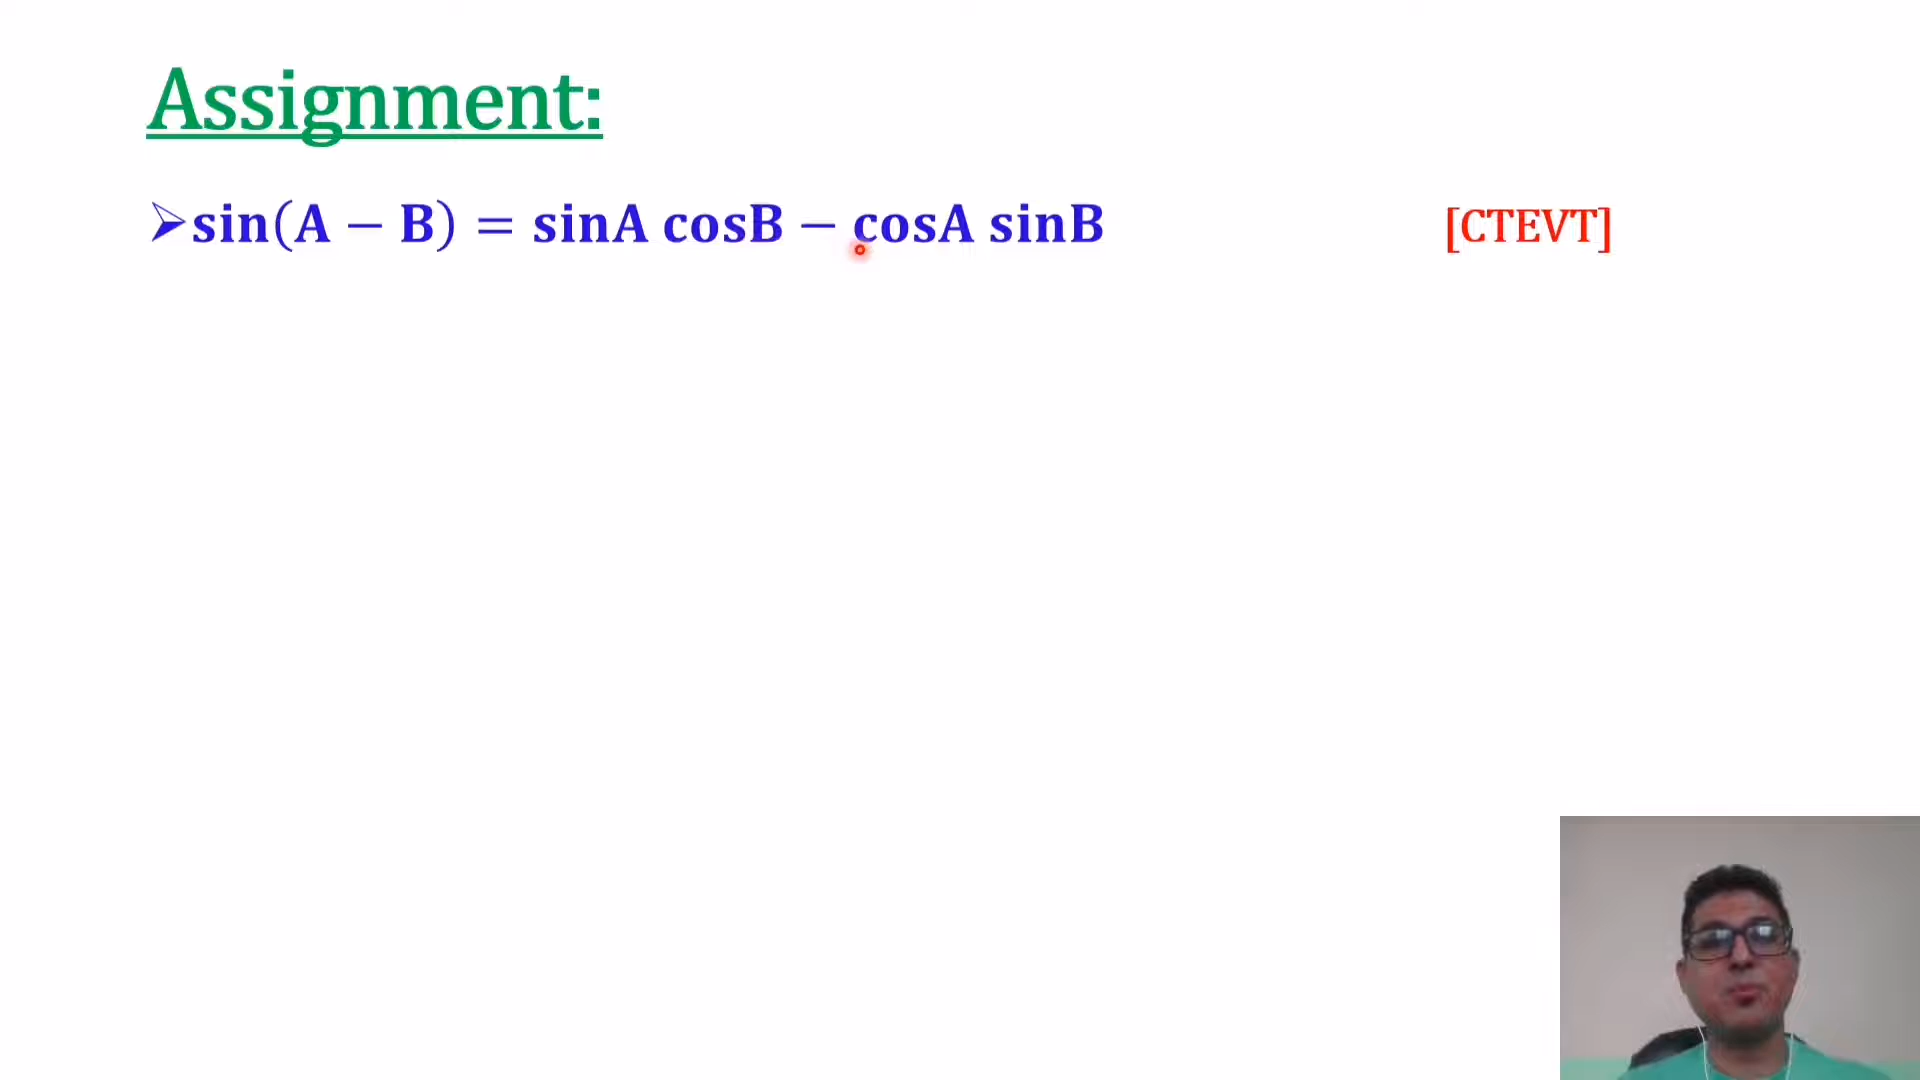 Assignment:
➢sin(A − B) = sinA cosB − cosA sinB [CTEVT]